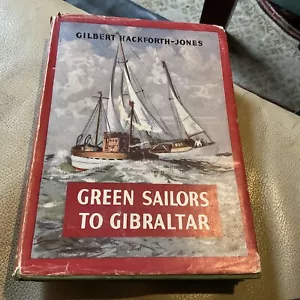 GILBERT HACKFORTH-JONES
GREEN SAILORS
TO GIBRALTAR